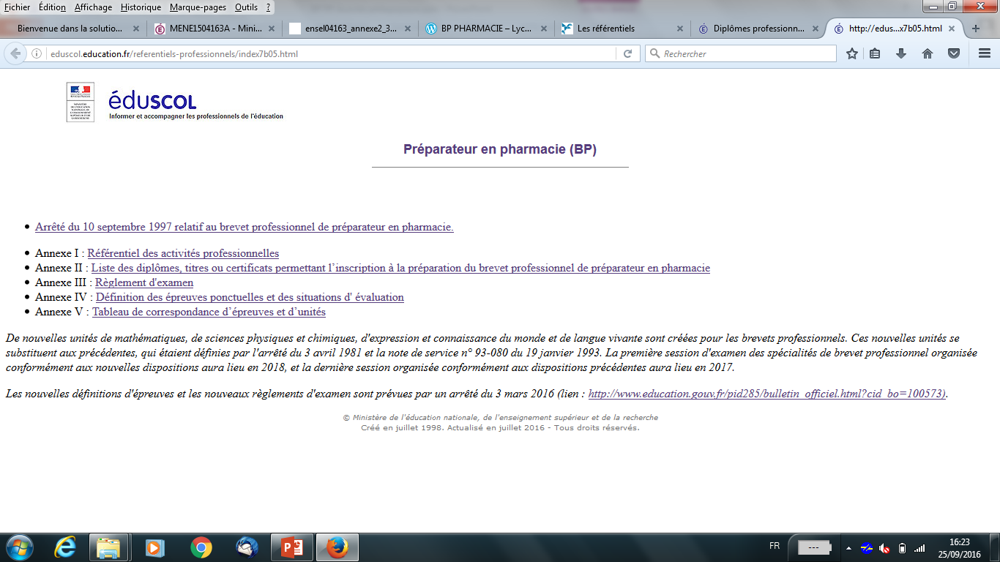 Fichier Édition Affichage Historique Marque-pages Outils ?
Bienvenue dans la solutio... MENE1504163A - Mini... ensel04163_annexe2_3... BP PHARMACIE – Lyc... Les référentiels Diplômes professionn... http://edus...x7b05.html
eduscol.education.fr/referentiels-professionnels/index7b05.html Rechercher
éduSCOL
Informer et accompagner les professionnels de l'éducation
Préparateur en pharmacie (BP)
Arrêté du 10 septembre 1997 relatif au brevet professionnel de préparateur en pharmacie.
Annexe I : Référentiel des activités professionnelles
Annexe II : Liste des diplômes, titres ou certificats permettant l’inscription à la préparation du brevet professionnel de préparateur en pharmacie
Annexe III : Règlement d'examen
Annexe IV : Définition des épreuves ponctuelles et des situations d' évaluation
Annexe V : Tableau de correspondance d’épreuves et d’unités
De nouvelles unités de mathématiques, de sciences physiques et chimiques, d'expression et connaissance du monde et de langue vivante sont créées pour les brevets professionnels. Ces nouvelles unités se
substituent aux précédentes, qui étaient définies par l'arrêté du 3 avril 1981 et la note de service n° 93-080 du 19 janvier 1993. La première session d'examen des spécialités de brevet professionnel organisée
conformément aux nouvelles dispositions aura lieu en 2018, et la dernière session organisée conformément aux dispositions précédentes aura lieu en 2017.
Les nouvelles définitions d'épreuves et les nouveaux règlements d'examen sont prévues par un arrêté du 3 mars 2016 (lien : http://www.education.gouv.fr/pid285/bulletin_officiel.html?cid_bo=100573).
© Ministère de l'éducation nationale, de l'enseignement supérieur et de la recherche
Créé en juillet 1998. Actualisé en juillet 2016 - Tous droits réservés.
FR --- 16:23
25/09/2016